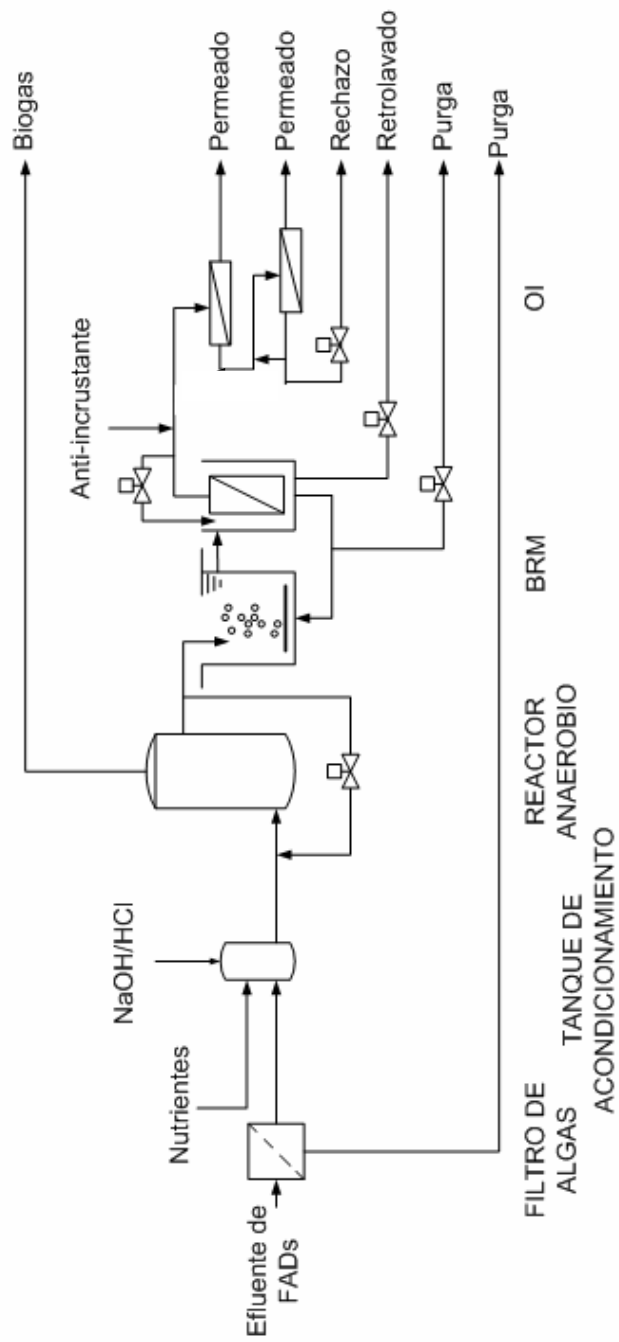 Biogas
Anti-incrustante
Permeado
Permeado
Rechazo
Retrolavado
Purga
Purga
NaOH/HCl
Nutrientes
Efluente de
FADs
FILTRO DE
ALGAS
TANQUE DE
ACONDICIONAMIENTO
REACTOR
ANAEROBIO
BRM
OI